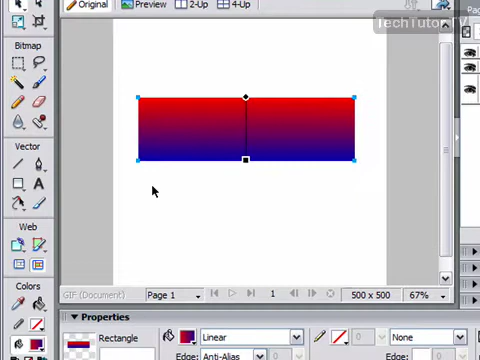 Original Preview 2-Up 4-Up
TechTutorTV
Bitmap
Vector
Web
Colors
GIF (Document) Page 1 1 500 x 500 67%
Properties
Rectangle Linear None
Edge: Anti-Alias 0 Edge: